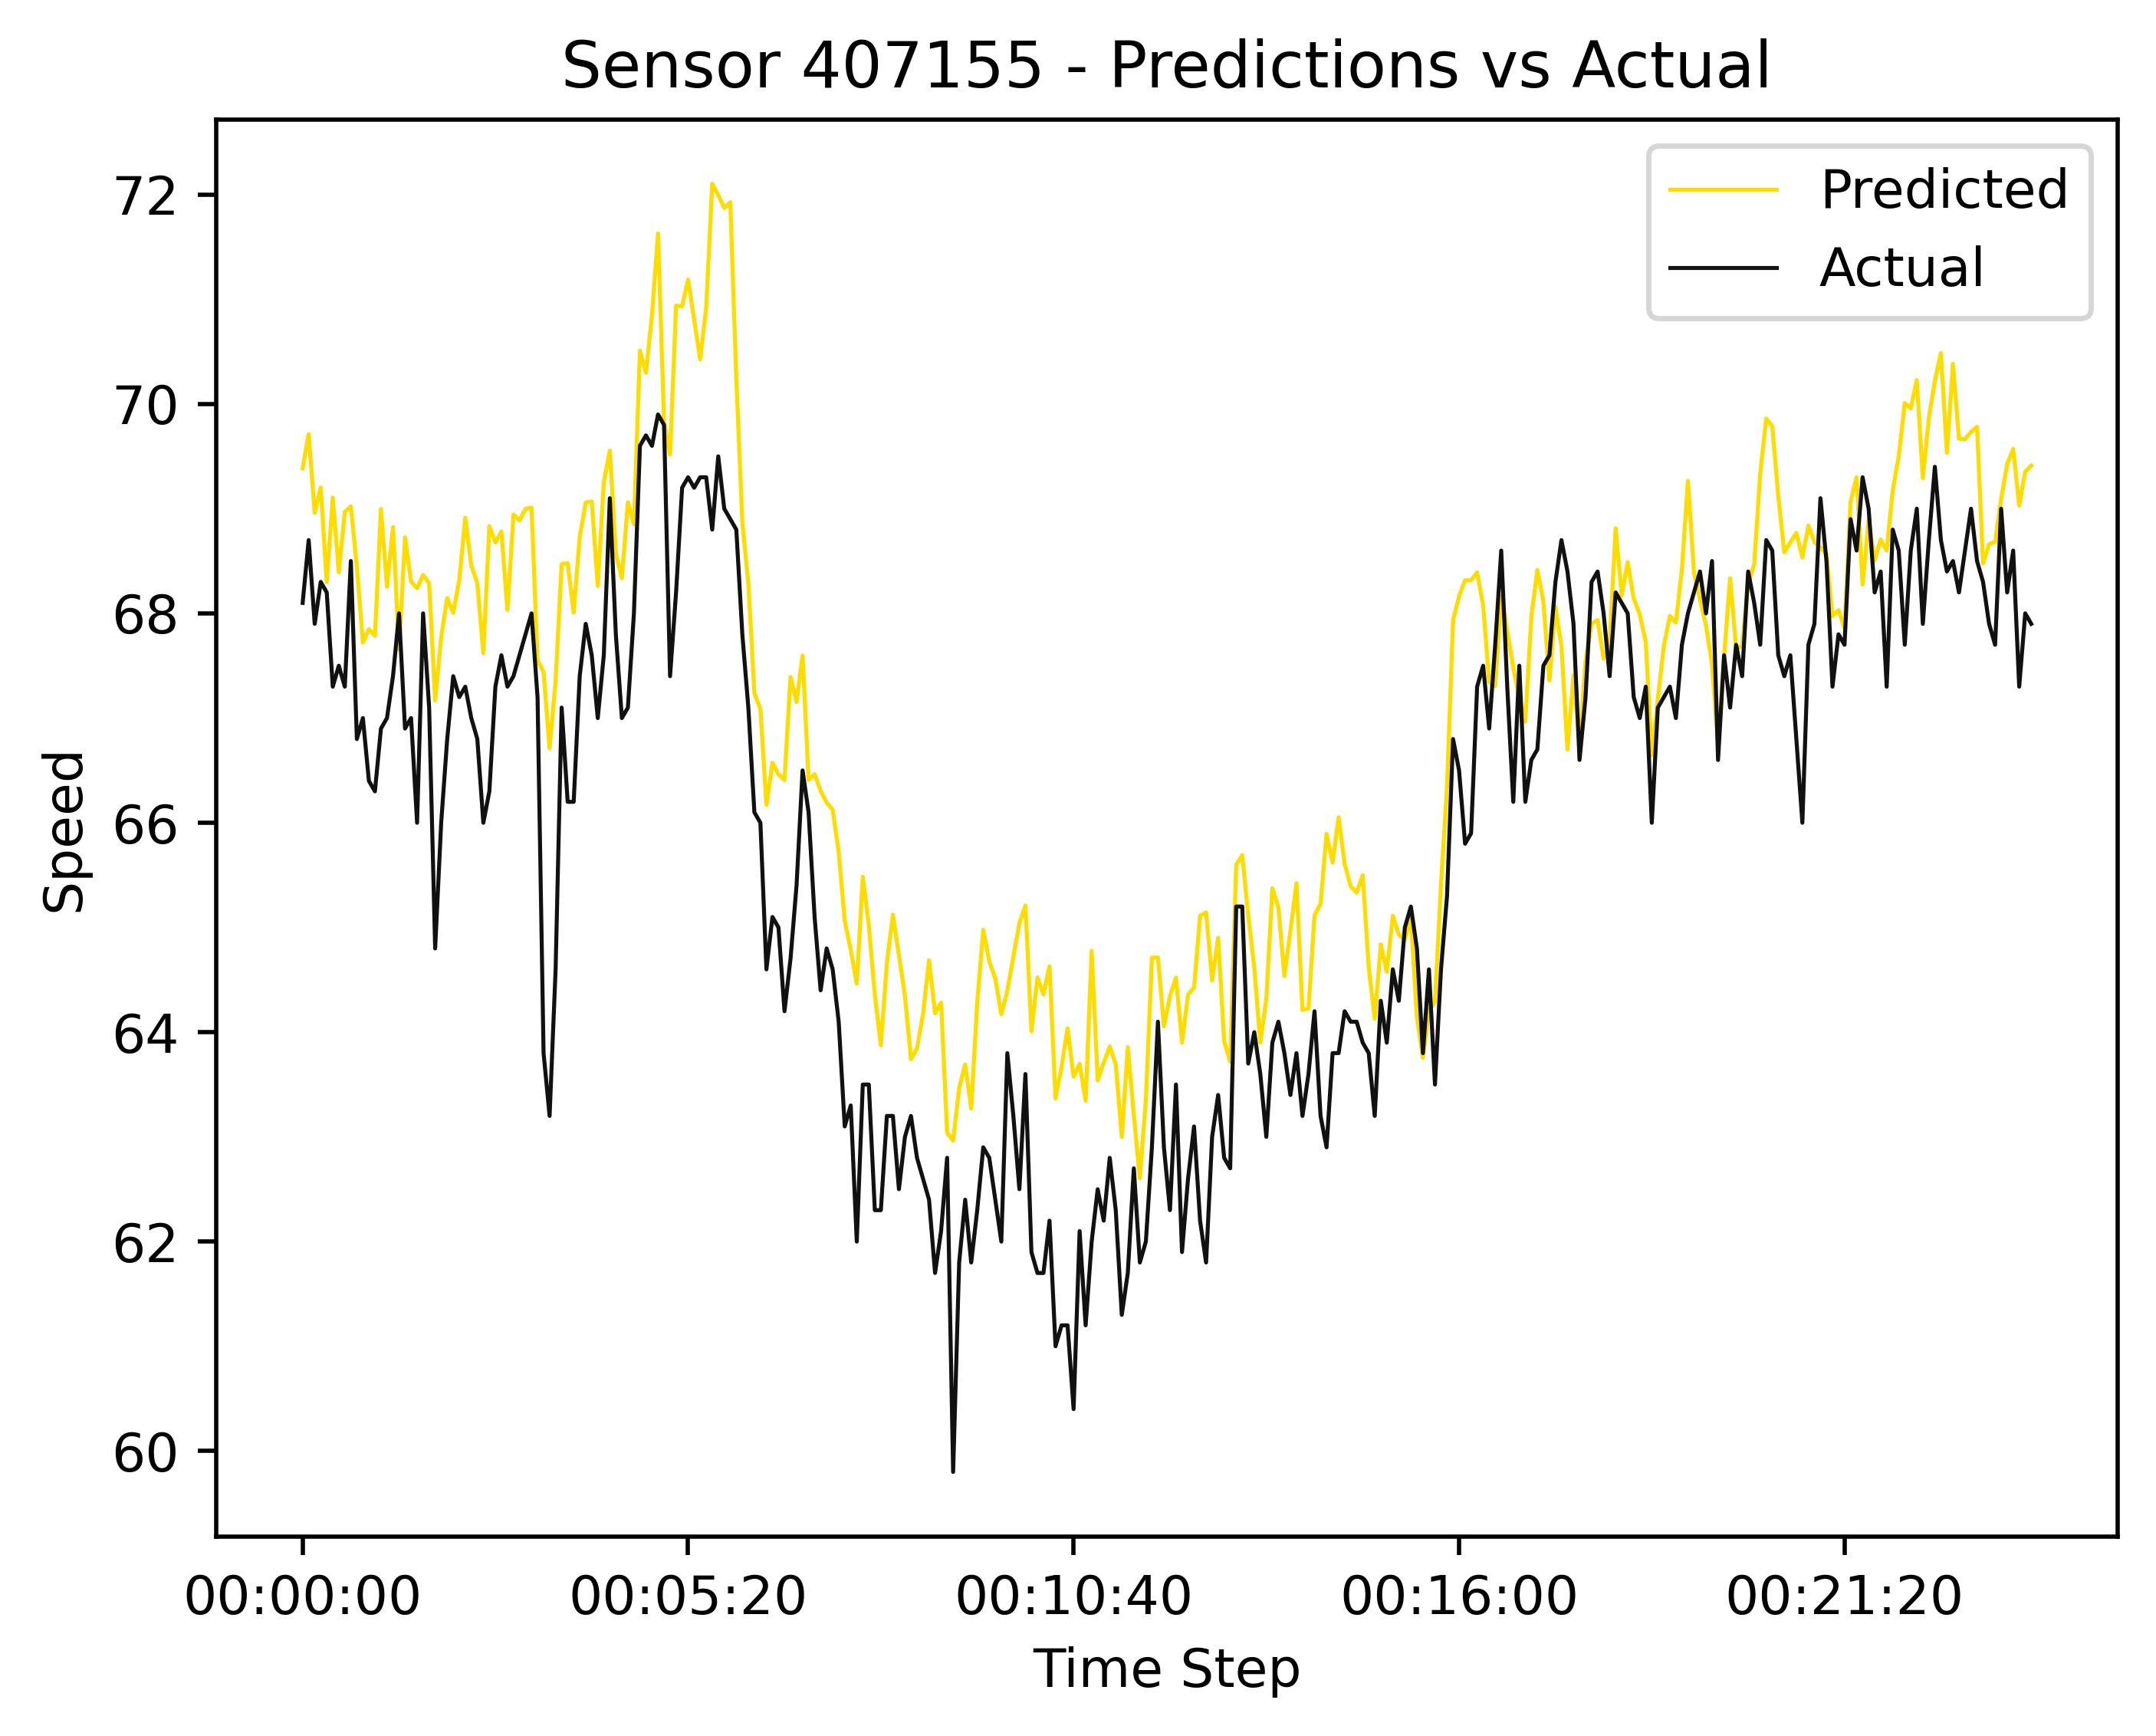 Sensor 407155 - Predictions vs Actual
Predicted
Actual
72
70
68
66
64
62
60
Speed
00:00:00
00:05:20
00:10:40
00:16:00
00:21:20
Time Step